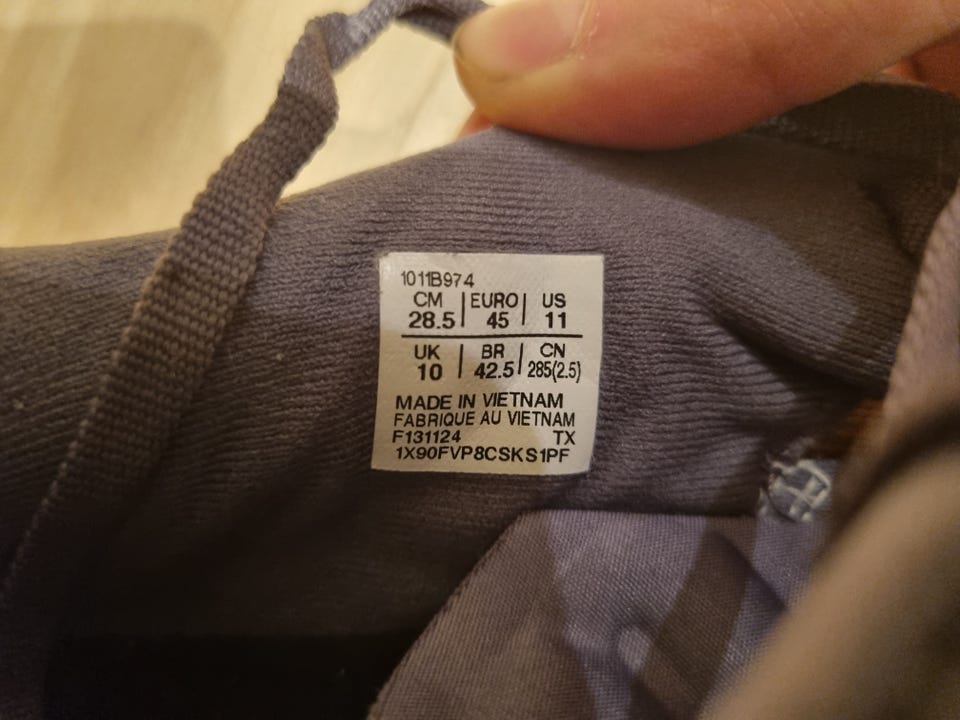 1011B974
CM | EURO | US
28.5 | 45 | 11
UK | BR | CN
10 | 42.5 | 285(2.5)
MADE IN VIETNAM
FABRIQUE AU VIETNAM
F131124 TX
1X90FVP8CSKS1PF